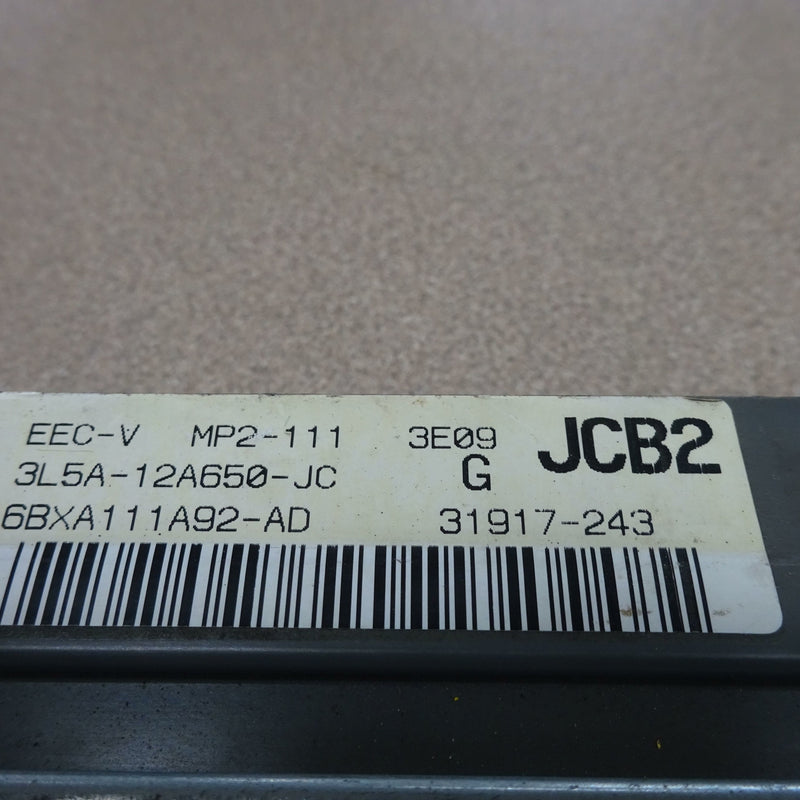 EEC-V MP2-111 3E09 JCB2
3L5A-12A650-JC G
6BXA111A92-AD 31917-243